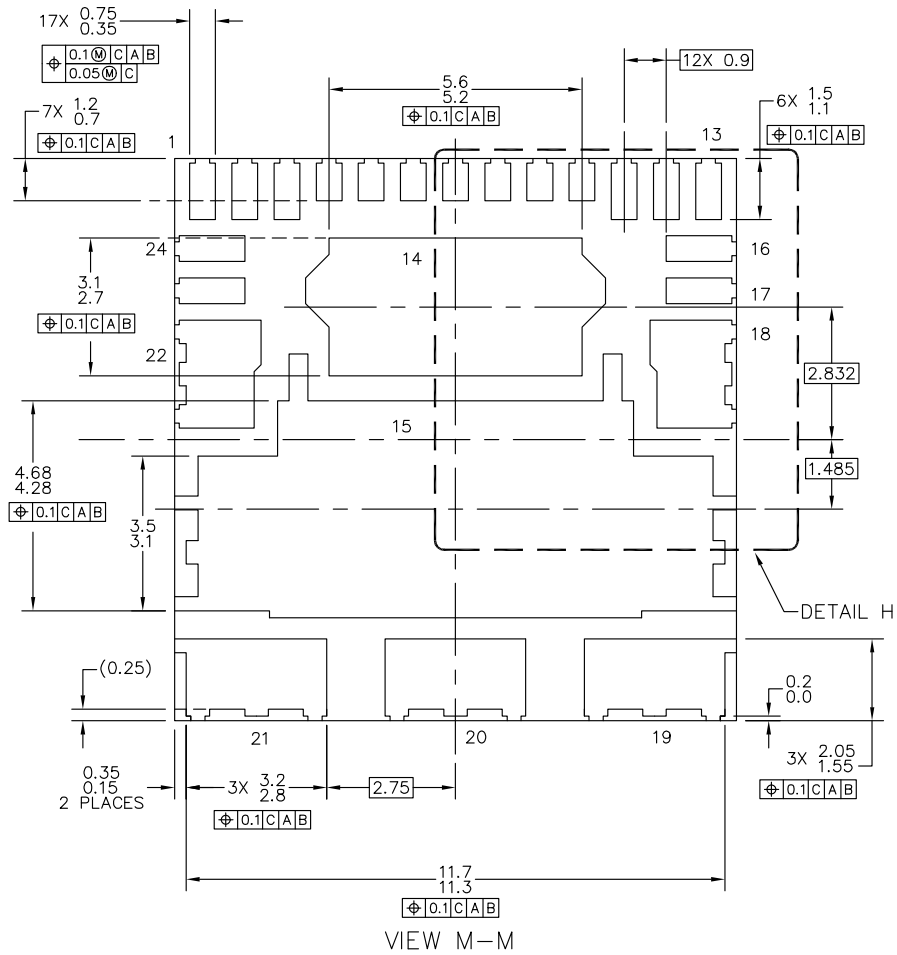 17X 0.75
0.35
⌖ 0.1Ⓜ C A B
0.05Ⓜ C
7X 1.2
0.7
⌖ 0.1 C A B
5.6
5.2
⌖ 0.1 C A B
12X 0.9
6X 1.5
1.1
⌖ 0.1 C A B
1
13
24
14
16
3.1
2.7
⌖ 0.1 C A B
17
22
18
2.832
15
1.485
4.68
4.28
⌖ 0.1 C A B
3.5
3.1
DETAIL H
(0.25)
0.2
0.0
21
20
19
3X 2.05
1.55
⌖ 0.1 C A B
0.35
0.15
2 PLACES
3X 3.2
2.8
⌖ 0.1 C A B
2.75
11.7
11.3
⌖ 0.1 C A B
VIEW M-M